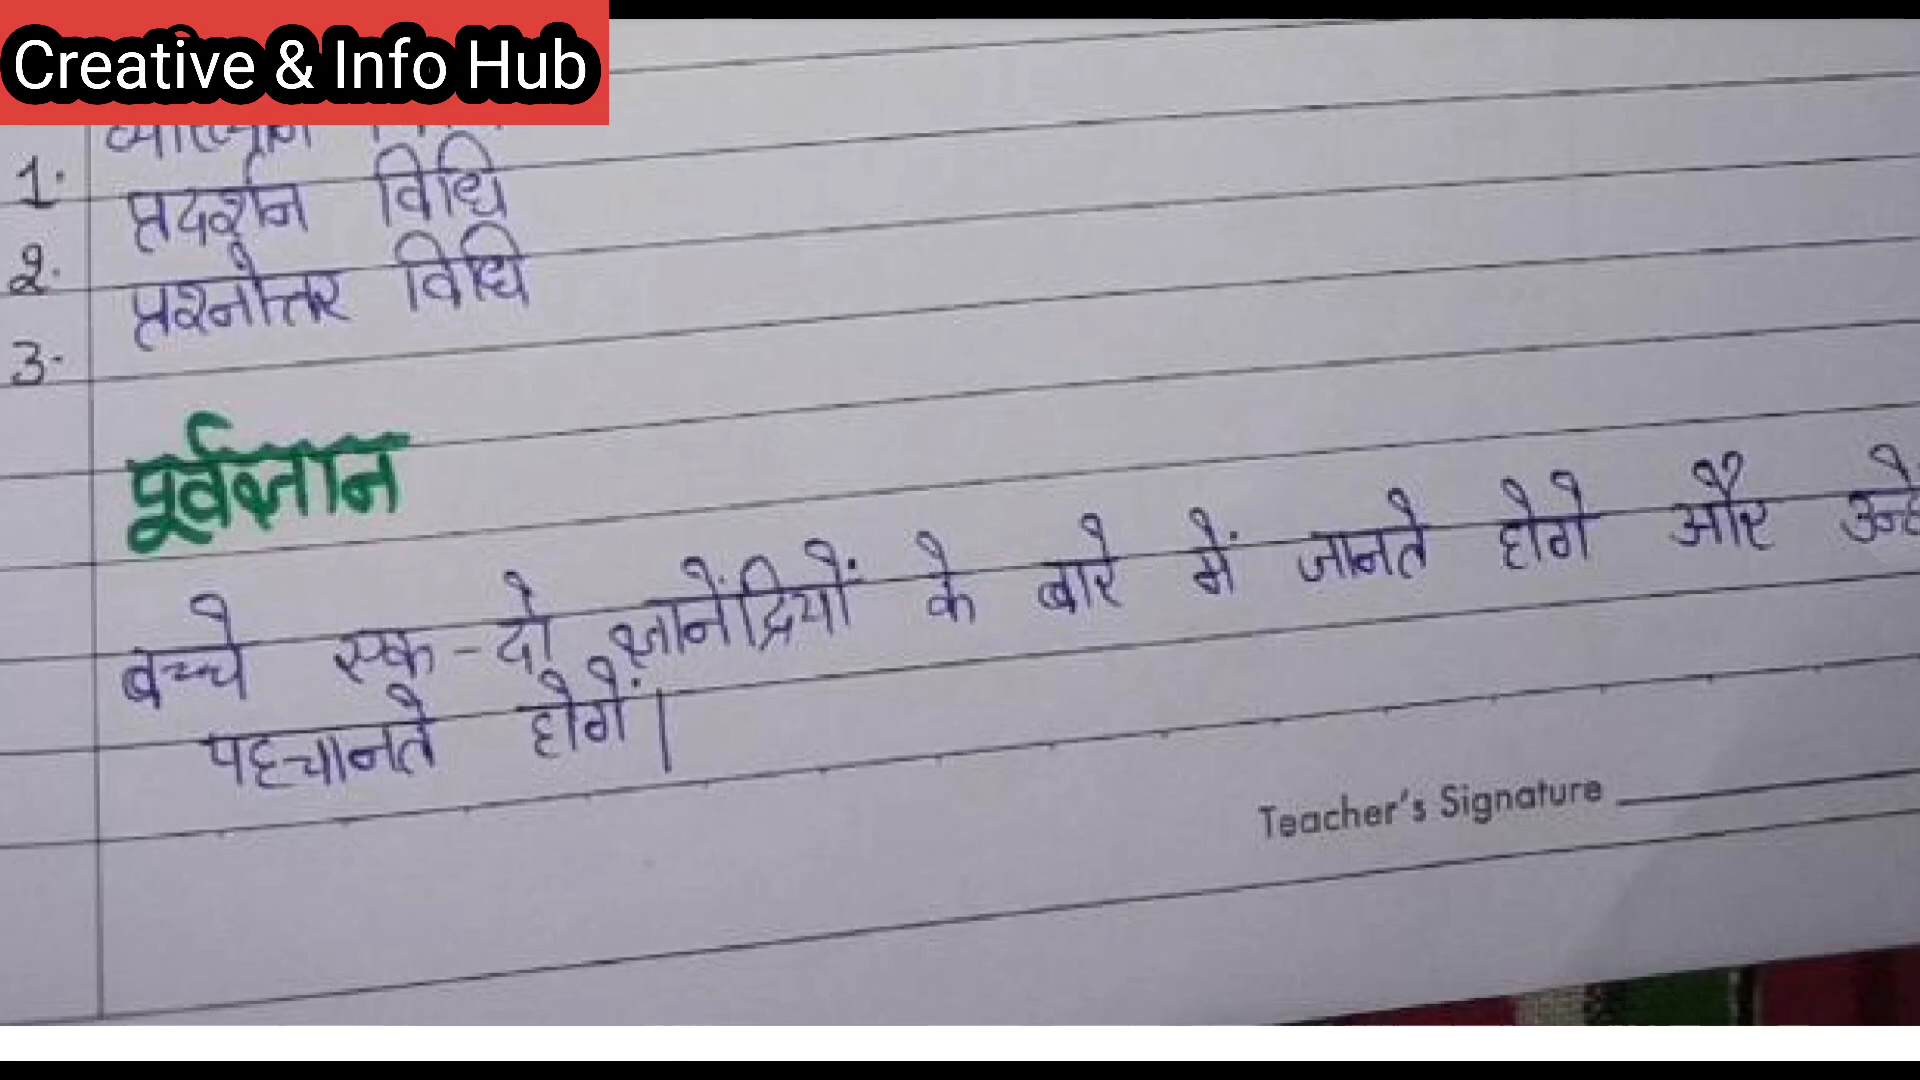 Creative & Info Hub
1. व्याख्यान विधि
2. प्रदर्शन विधि
3. प्रश्नोत्तर विधि
पूर्वज्ञान
बच्चे एक-दो ज्ञानेंद्रियों के बारे में जानते होगे और उन्हे
पहचानते होगें।
Teacher's Signature